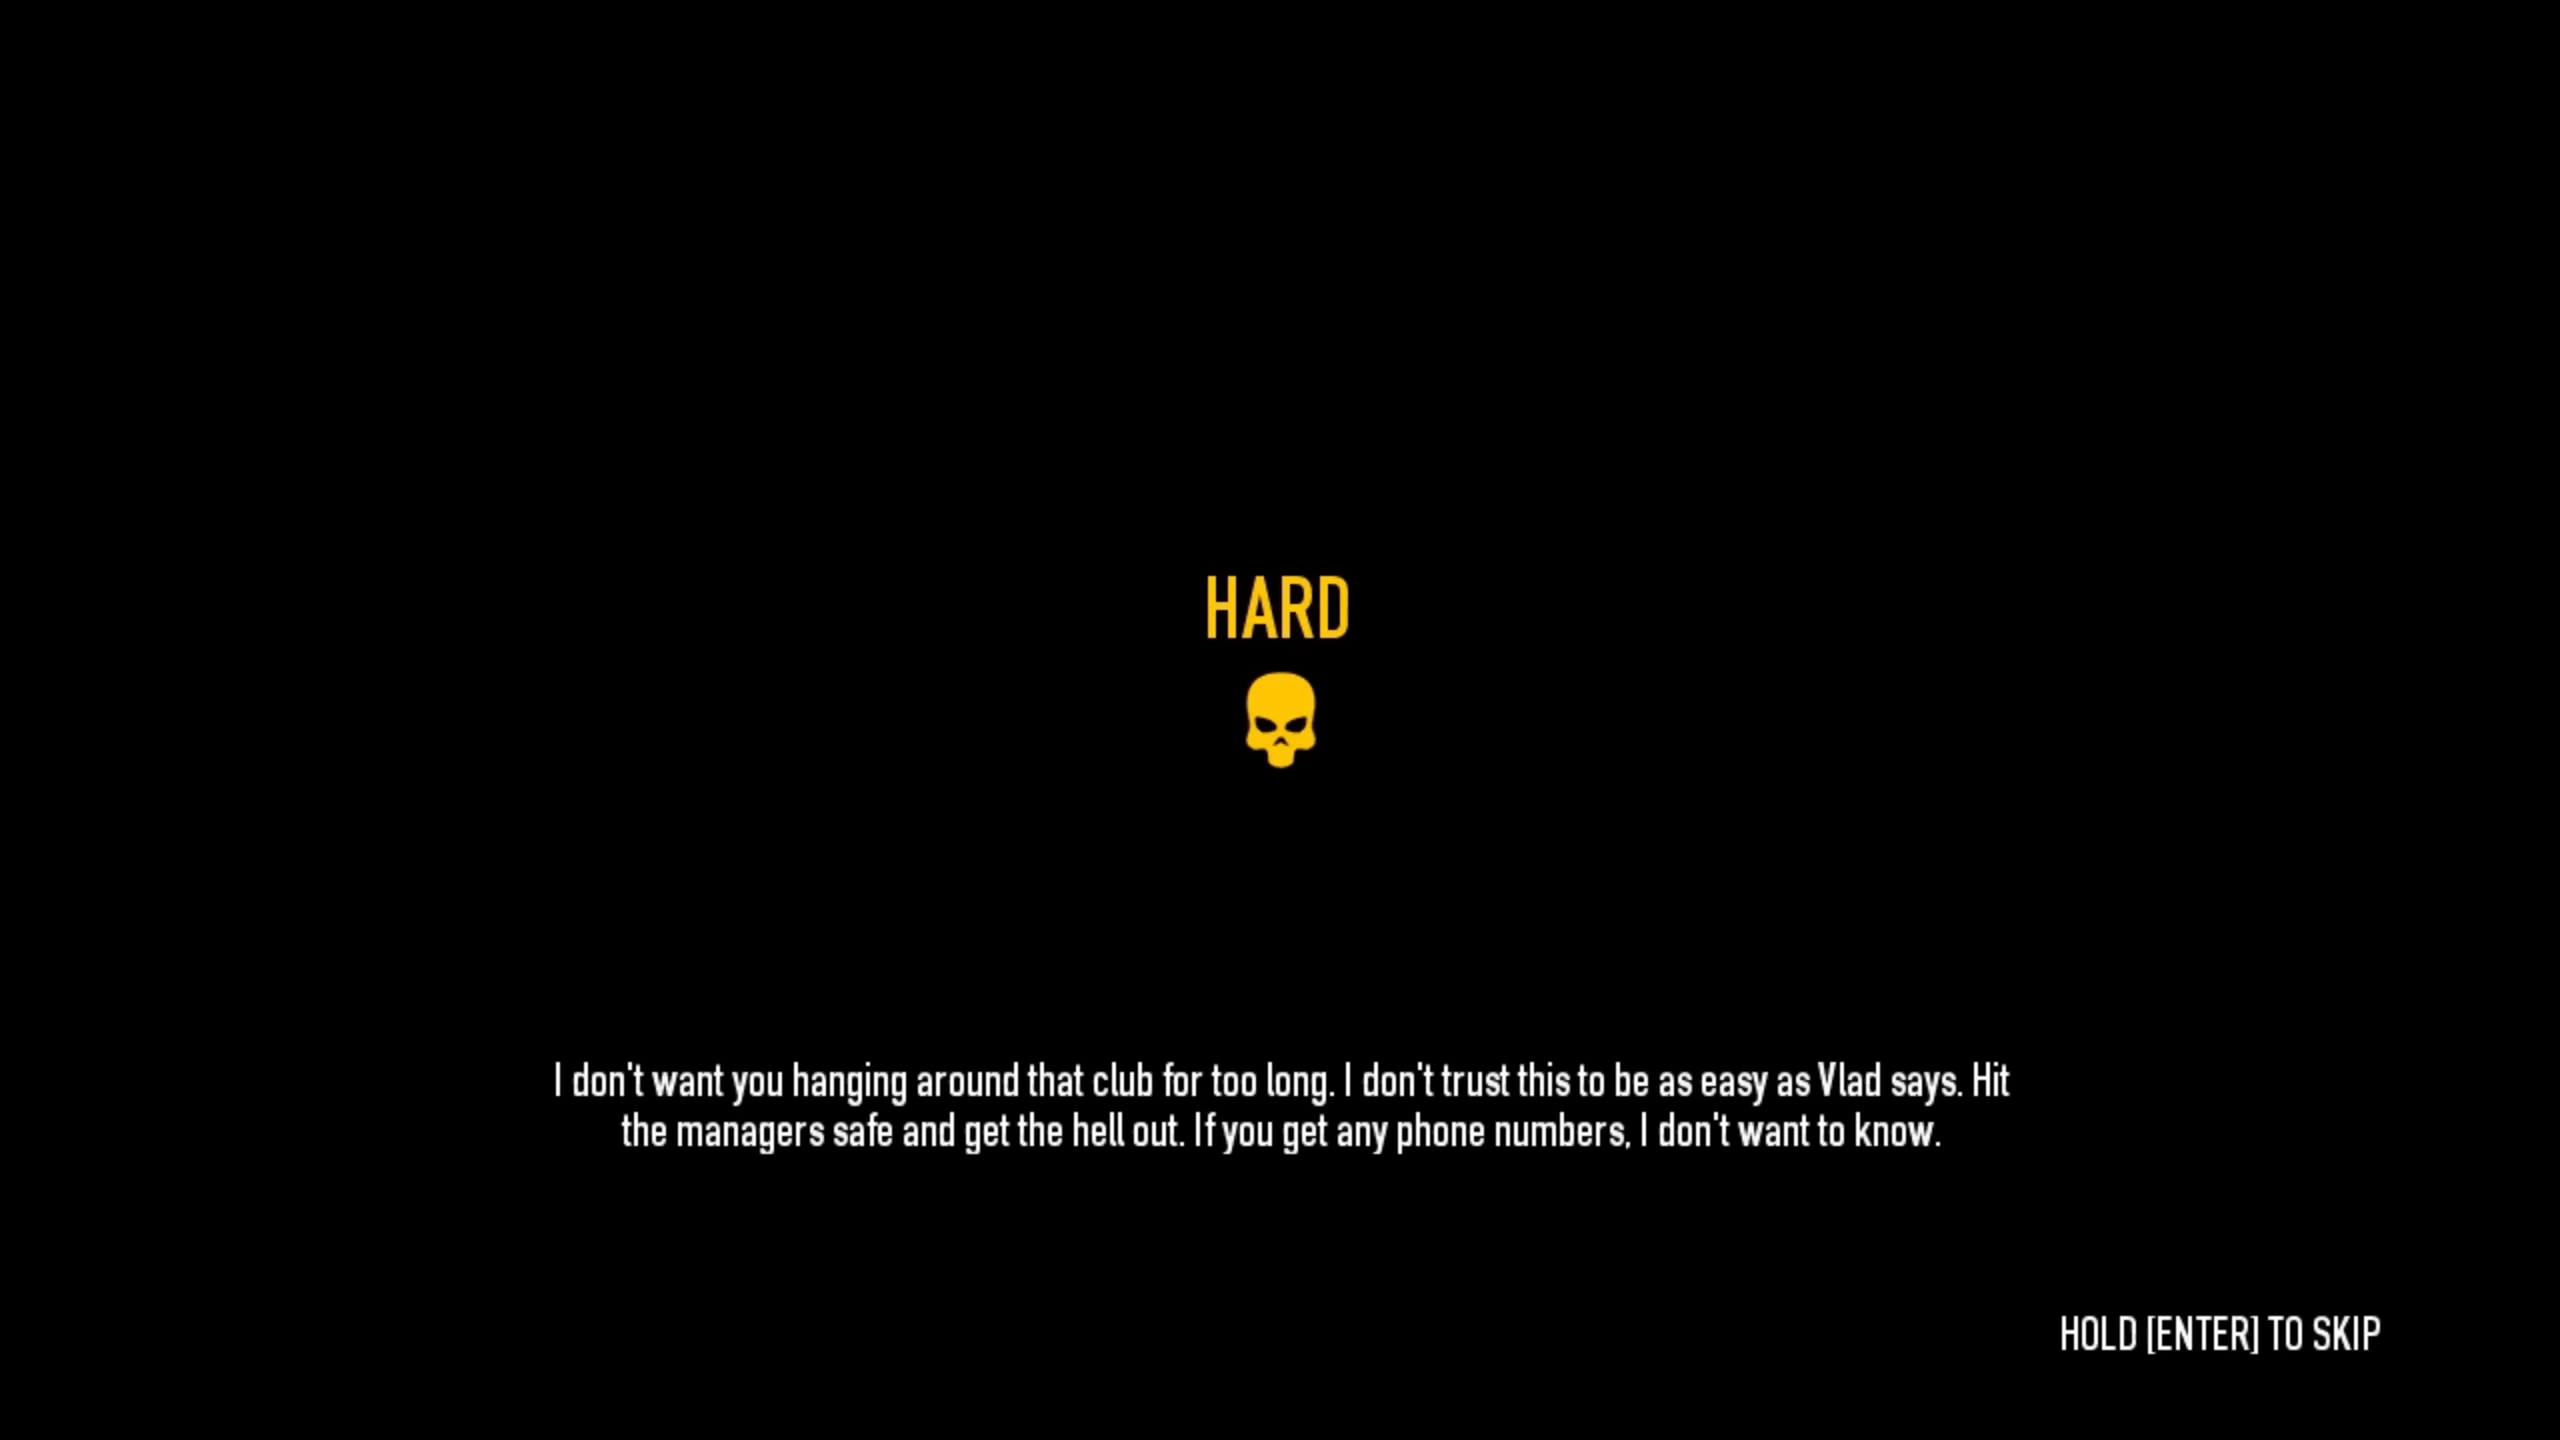 HARD
I don't want you hanging around that club for too long. I don't trust this to be as easy as Vlad says. Hit
the managers safe and get the hell out. If you get any phone numbers, I don't want to know.
HOLD [ENTER] TO SKIP